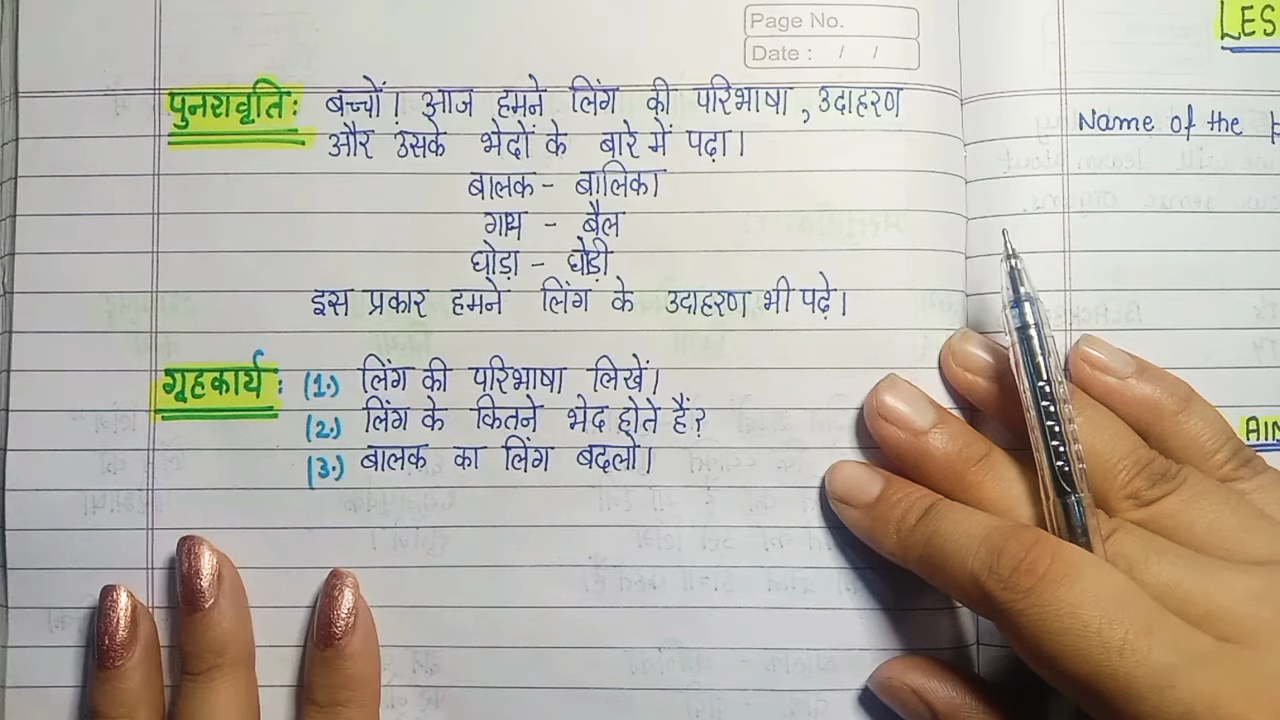 Page No.
Date : / /
पुनरावृति: बच्चों! आज हमने लिंग की परिभाषा, उदाहरण
और उसके भेदों के बारे में पढ़ा।
बालक - बालिका
गाय - बैल
घोड़ा - घोडी
इस प्रकार हमने लिंग के उदाहरण भी पढ़े।
गृहकार्य: (1.) लिंग की परिभाषा लिखें।
(2.) लिंग के कितने भेद होते हैं?
(3.) बालक का लिंग बदलो।
LES
Name of the
AIM